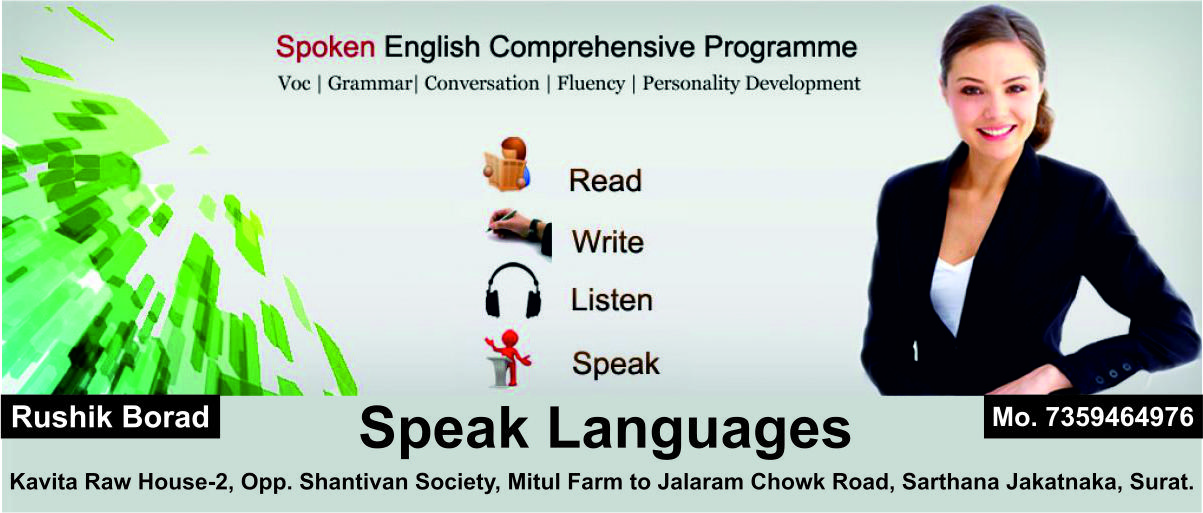 Spoken English Comprehensive Programme
Voc | Grammar| Conversation | Fluency | Personality Development
Read
Write
Listen
Speak
Rushik Borad
Speak Languages
Mo. 7359464976
Kavita Raw House-2, Opp. Shantivan Society, Mitul Farm to Jalaram Chowk Road, Sarthana Jakatnaka, Surat.